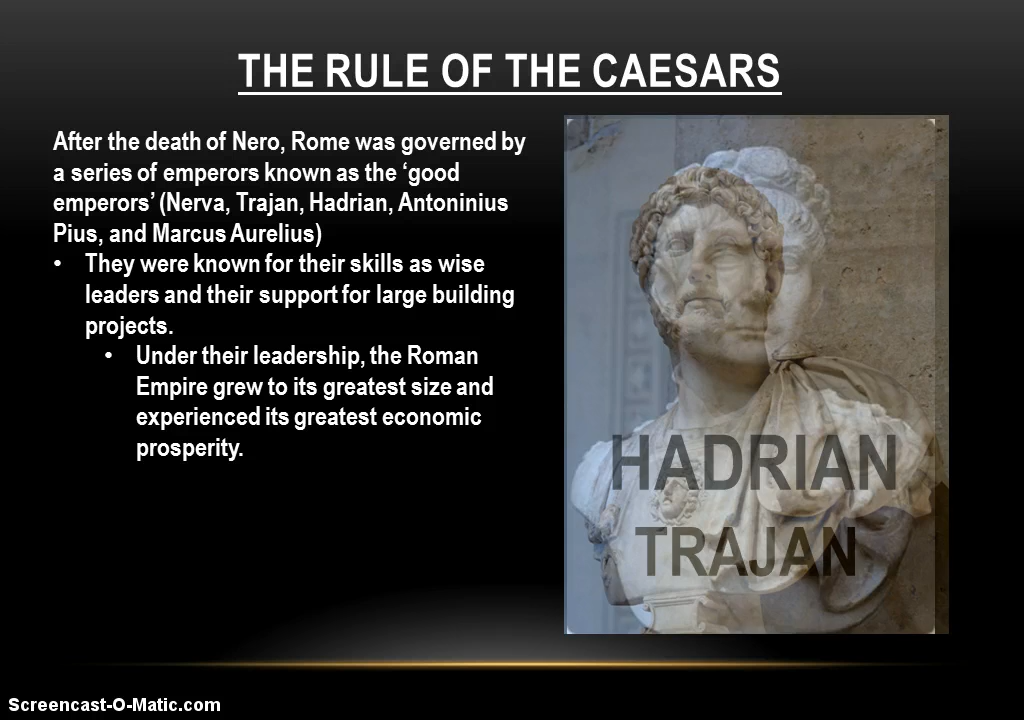 THE RULE OF THE CAESARS
After the death of Nero, Rome was governed by
a series of emperors known as the ‘good
emperors’ (Nerva, Trajan, Hadrian, Antoninius
Pius, and Marcus Aurelius)
• They were known for their skills as wise
leaders and their support for large building
projects.
• Under their leadership, the Roman
Empire grew to its greatest size and
experienced its greatest economic
prosperity.
HADRIAN
TRAJAN
Screencast-O-Matic.com